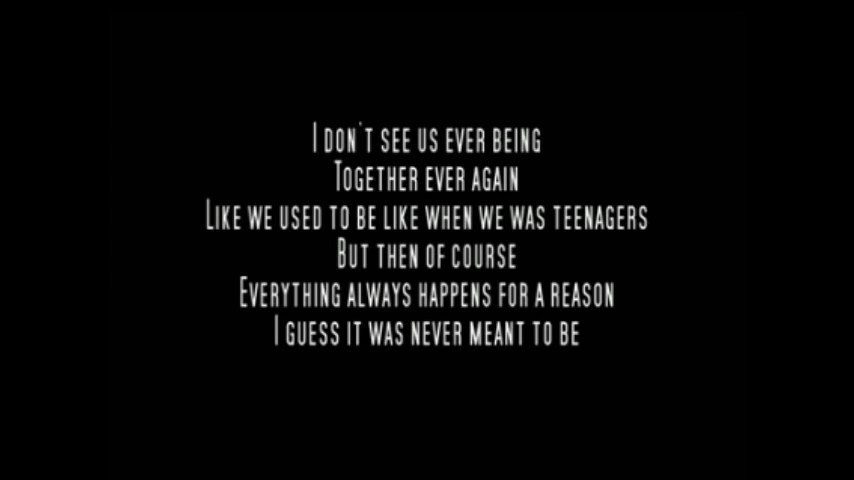 I don't see us ever being
Together ever again
Like we used to be like when we was teenagers
But then of course
Everything always happens for a reason
I guess it was never meant to be